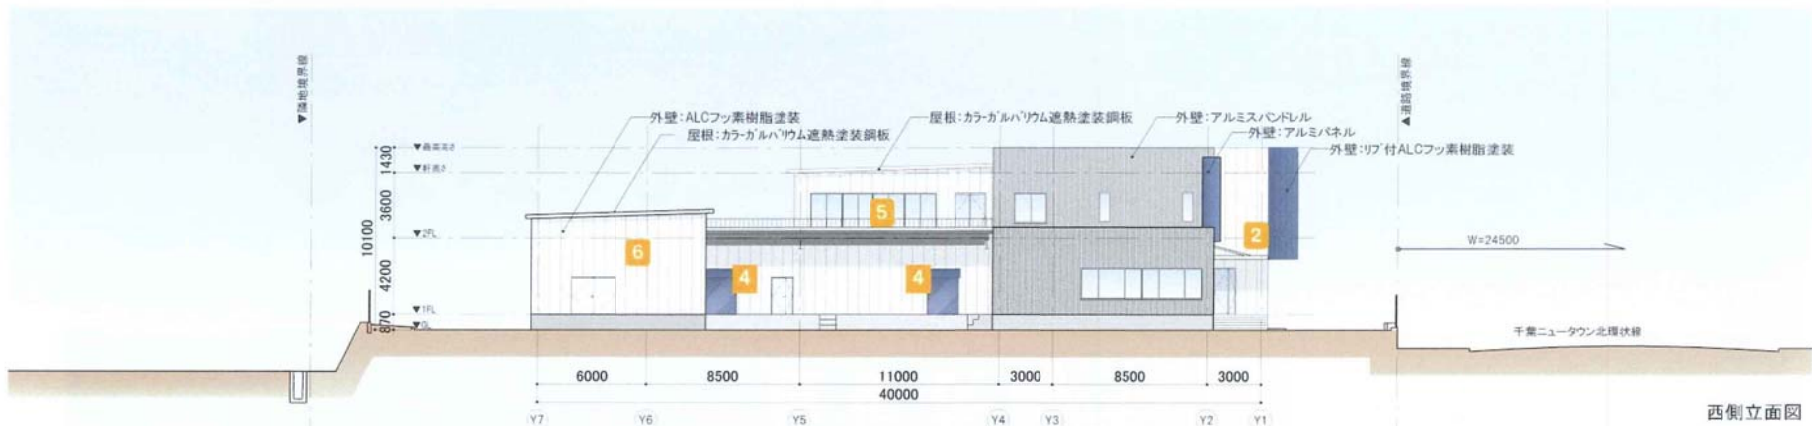 ▼隣地境界線
▲道路境界線
外壁：ALCフッ素樹脂塗装
屋根：カラーガルバリウム遮熱塗装鋼板
屋根：カラーガルバリウム遮熱塗装鋼板
外壁：アルミスパンドレル
外壁：アルミパネル
外壁：リブ付ALCフッ素樹脂塗装
▼最高高さ
▼軒高さ
▼2FL
▼1FL
▼GL
1430
3600
10100
4200
870
5
2
6
4
4
W=24500
千葉ニュータウン北環状線
6000 8500 11000 3000 8500 3000
40000
Y7 Y6 Y5 Y4 Y3 Y2 Y1
西側立面図